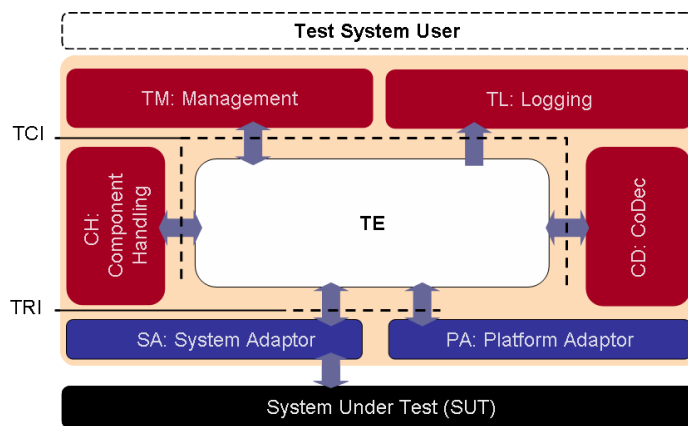 Test System User
TM: Management
TL: Logging
TCI
CH:
Component
Handling
TE
CD: CoDec
TRI
SA: System Adaptor
PA: Platform Adaptor
System Under Test (SUT)